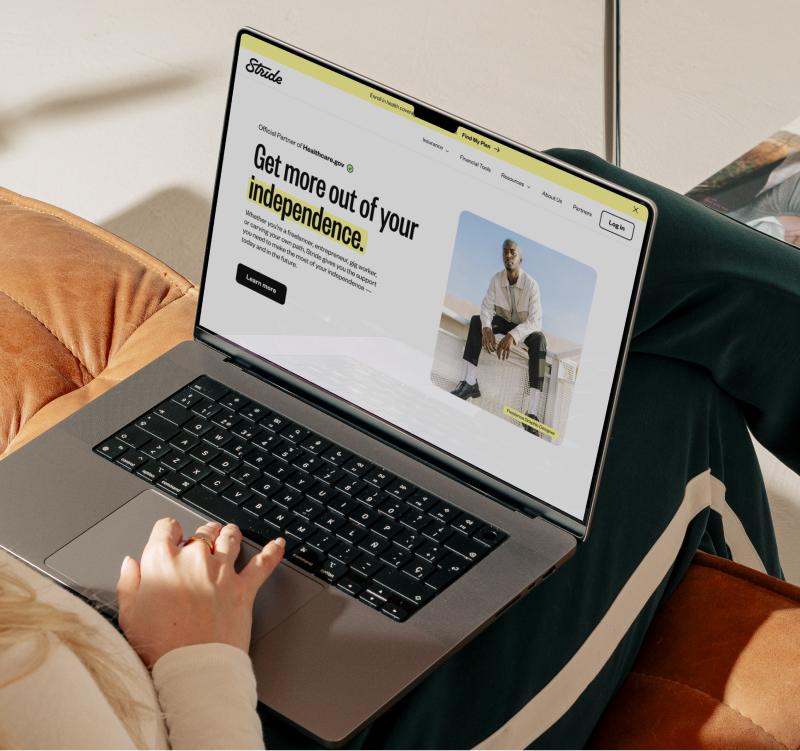 Stride
Enroll in health coverage
Find My Plan →
Insurance
Financial Tools
Resources
About Us
Partners
Log in
Official Partner of Healthcare.gov
Get more out of your
independence.
Whether you're a freelancer, entrepreneur, gig worker,
or carving your own path, Stride gives you the support
you need to make the most of your independence —
today and in the future.
Learn more
Freelance Graphic Designer